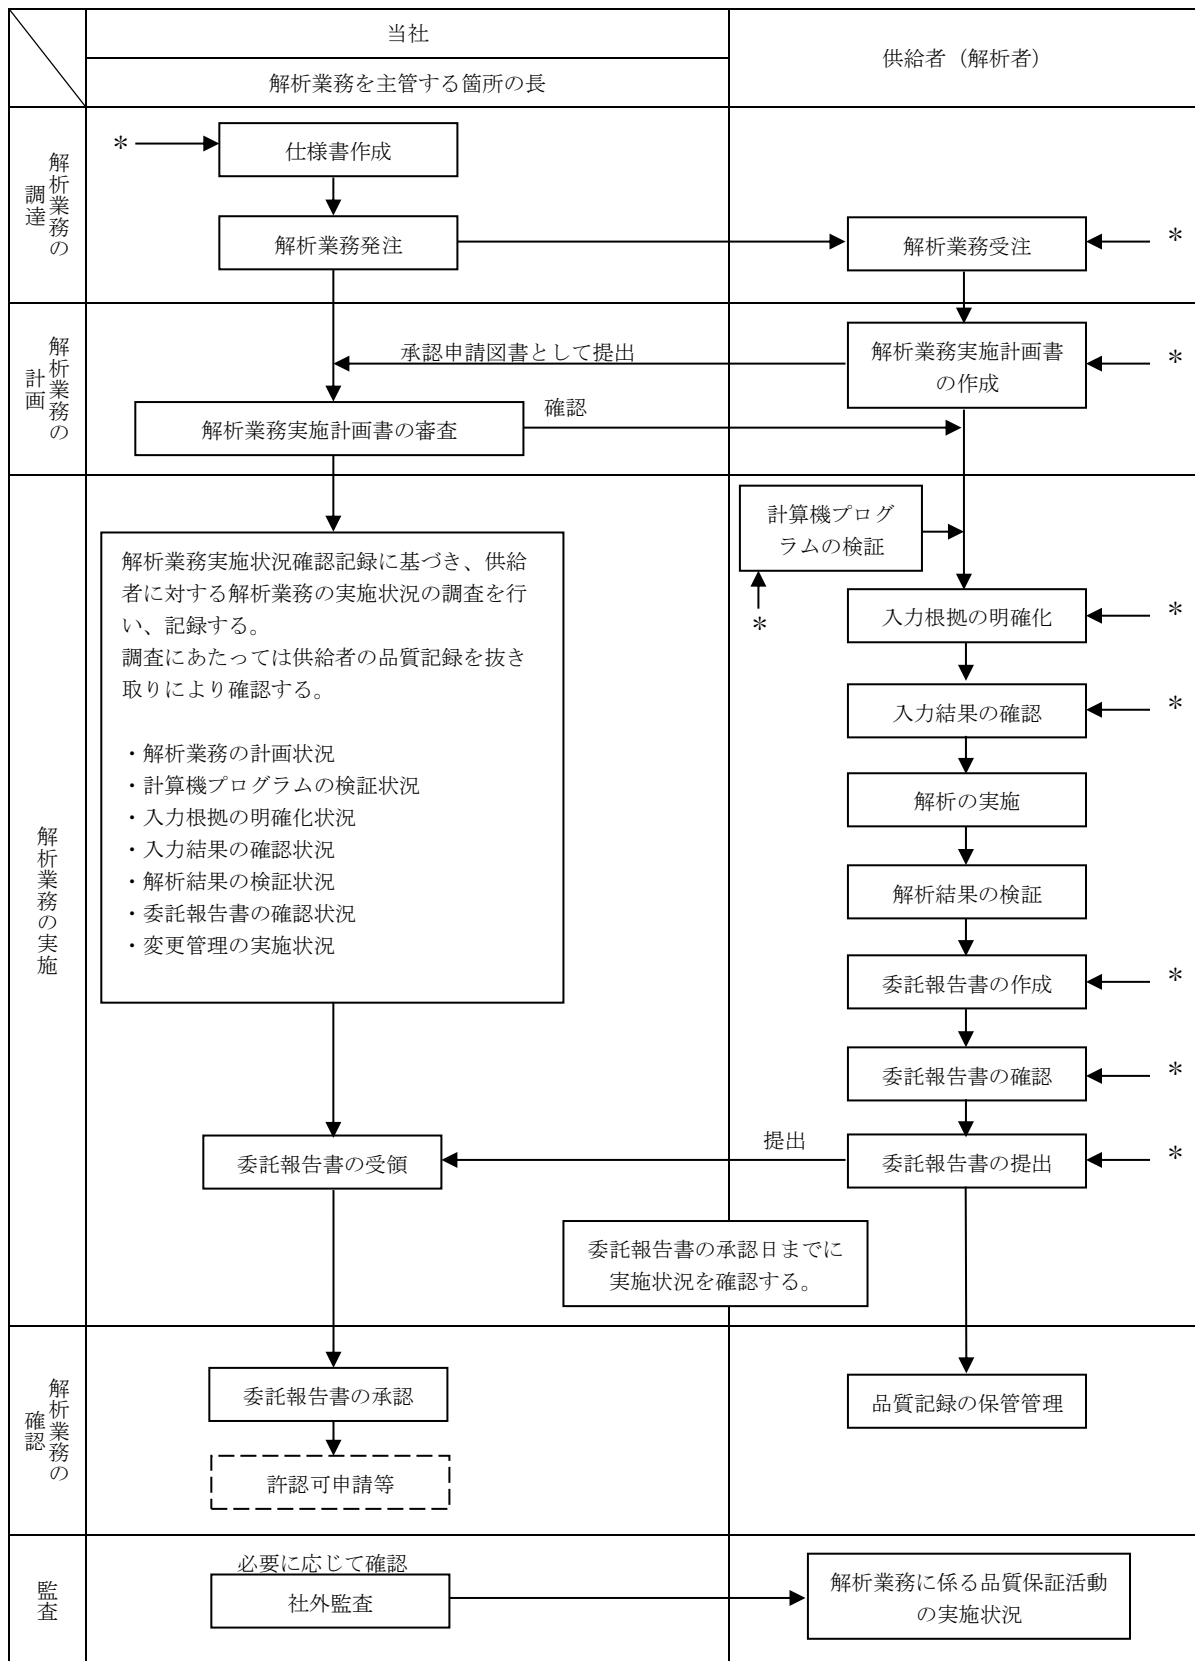 当社
解析業務を主管する箇所の長
供給者（解析者）
解析業務の
調達
＊
仕様書作成
解析業務発注
解析業務受注
＊
解析業務の
計画
承認申請図書として提出
解析業務実施計画書
の作成
＊
解析業務実施計画書の審査
確認
解析業務の実施
解析業務実施状況確認記録に基づき、供給
者に対する解析業務の実施状況の調査を行
い、記録する。
調査にあたっては供給者の品質記録を抜き
取りにより確認する。
・解析業務の計画状況
・計算機プログラムの検証状況
・入力根拠の明確化状況
・入力結果の確認状況
・解析結果の検証状況
・委託報告書の確認状況
・変更管理の実施状況
計算機プログ
ラムの検証
＊
入力根拠の明確化
＊
入力結果の確認
＊
解析の実施
解析結果の検証
委託報告書の作成
＊
委託報告書の確認
＊
委託報告書の受領
提出
委託報告書の提出
＊
委託報告書の承認日までに
実施状況を確認する。
解析業務の
確認
委託報告書の承認
許認可申請等
品質記録の保管管理
監査
必要に応じて確認
社外監査
解析業務に係る品質保証活動
の実施状況